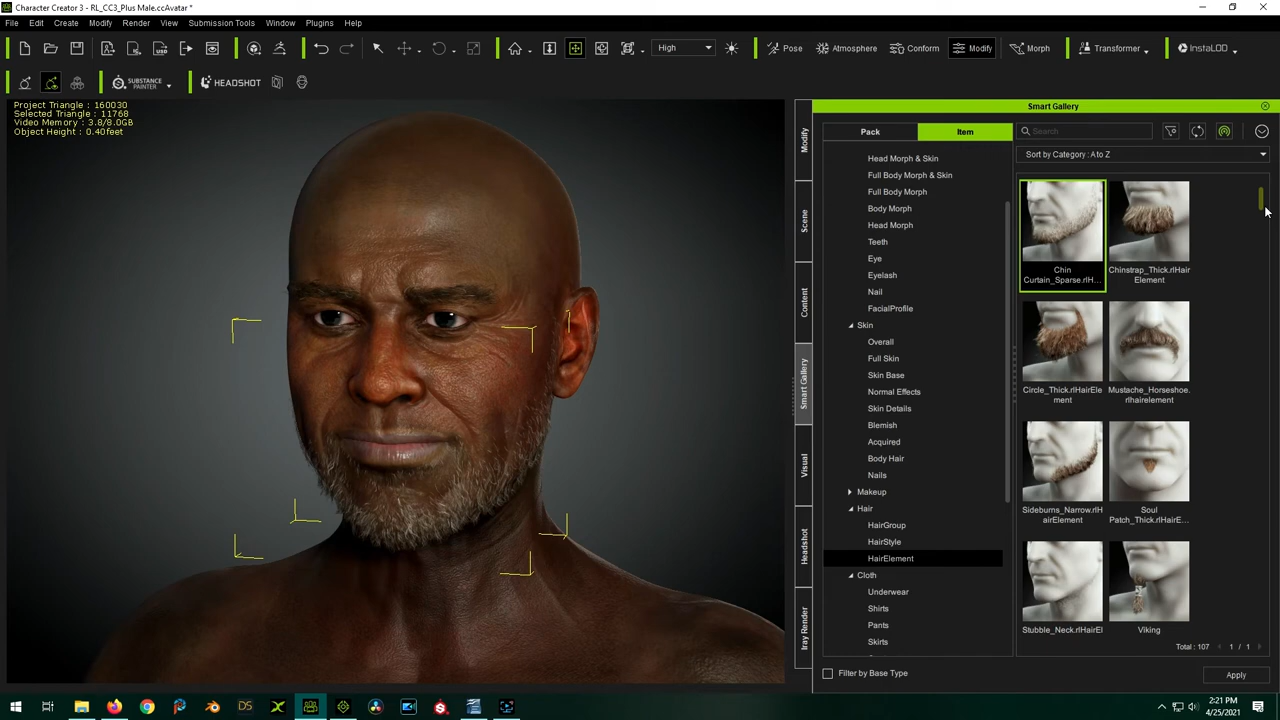 Character Creator 3 - RL_CC3_Plus Male.ccAvatar *
File Edit Create Modify Render View Submission Tools Window Plugins Help
High
Pose
Atmosphere
Conform
Modify
Morph
Transformer
InstaLOD
SUBSTANCE
PAINTER
HEADSHOT
Project Triangle : 160030
Selected Triangle : 11768
Video Memory : 3.8/8.0GB
Object Height : 0.40feet
Modify
Scene
Content
Smart Gallery
Visual
Headshot
Iray Render
Smart Gallery
Pack
Item
Head Morph & Skin
Full Body Morph & Skin
Full Body Morph
Body Morph
Head Morph
Teeth
Eye
Eyelash
Nail
FacialProfile
Skin
Overall
Full Skin
Skin Base
Normal Effects
Skin Details
Blemish
Acquired
Body Hair
Nails
Makeup
Hair
HairGroup
HairStyle
HairElement
Cloth
Underwear
Shirts
Pants
Skirts
Search
Sort by Category : A to Z
Chin
Curtain_Sparse.rlH...
Chinstrap_Thick.rlHair
Element
Circle_Thick.rlHairEle
ment
Mustache_Horseshoe.
rlhairelement
Sideburns_Narrow.rlH
airElement
Soul
Patch_Thick.rlHairE...
Stubble_Neck.rlHairEl
Viking
Total : 107
1 / 1
Filter by Base Type
Apply
DS
2:21 PM
4/25/2021